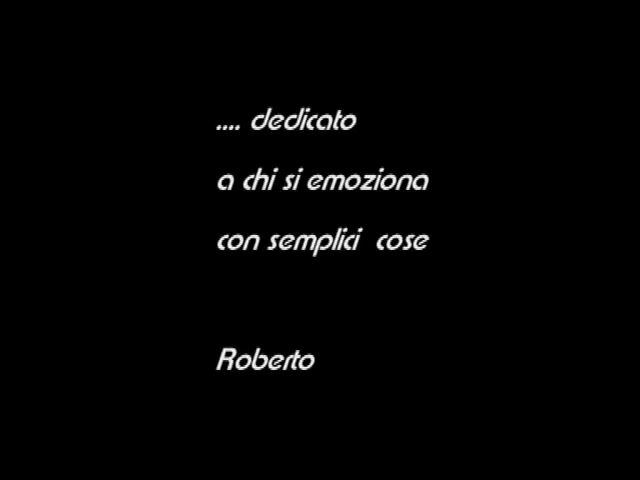 .... dedicato
a chi si emoziona
con semplici  cose
Roberto